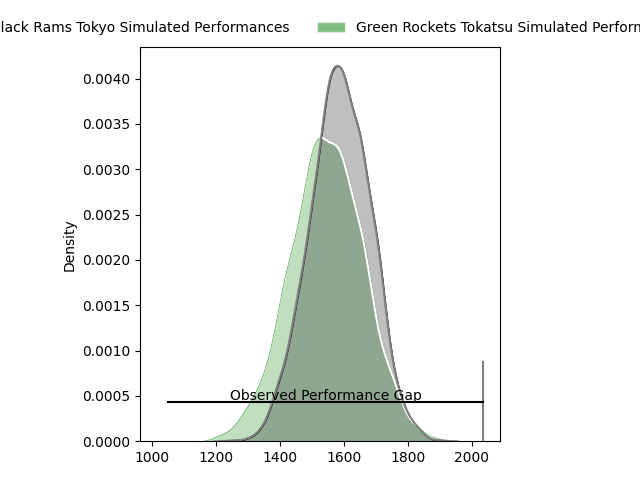 lack Rams Tokyo Simulated Performances
Green Rockets Tokatsu Simulated Perforn
0.0040
0.0035
0.0030
0.0025
0.0020
0.0015
0.0010
0.0005
0.0000
Density
Observed Performance Gap
1000 1200 1400 1600 1800 2000